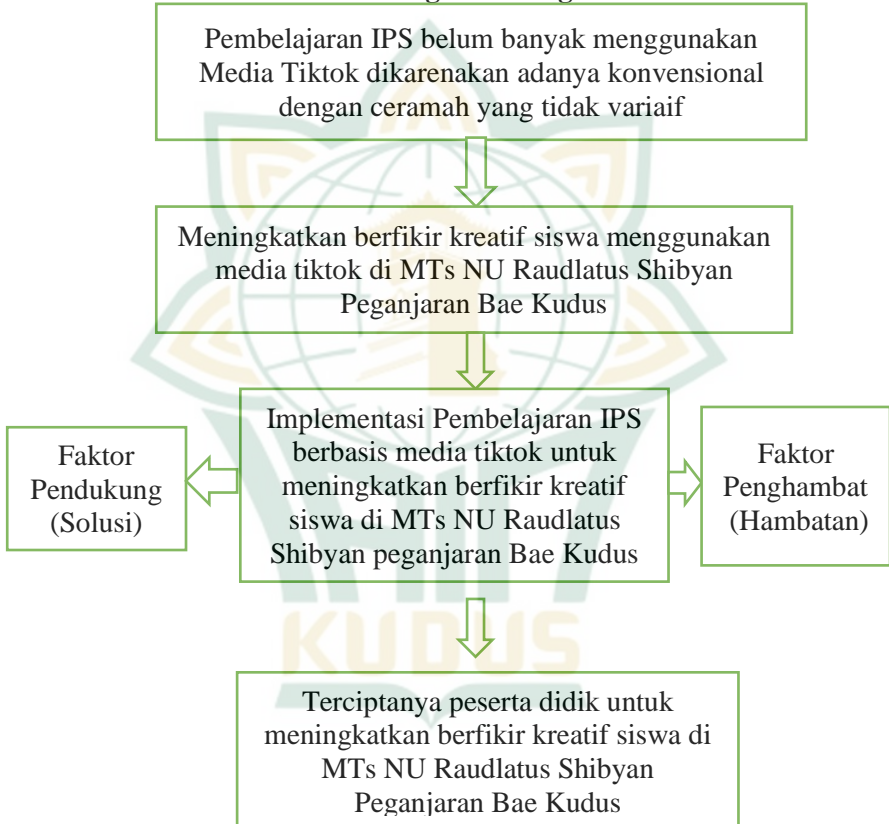 Pembelajaran IPS belum banyak menggunakan
Media Tiktok dikarenakan adanya konvensional
dengan ceramah yang tidak variaif
Meningkatkan berfikir kreatif siswa menggunakan
media tiktok di MTs NU Raudlatus Shibyan
Peganjaran Bae Kudus
Faktor
Pendukung
(Solusi)
Implementasi Pembelajaran IPS
berbasis media tiktok untuk
meningkatkan berfikir kreatif
siswa di MTs NU Raudlatus
Shibyan peganjaran Bae Kudus
Faktor
Penghambat
(Hambatan)
KUDUS
Terciptanya peserta didik untuk
meningkatkan berfikir kreatif siswa di
MTs NU Raudlatus Shibyan
Peganjaran Bae Kudus